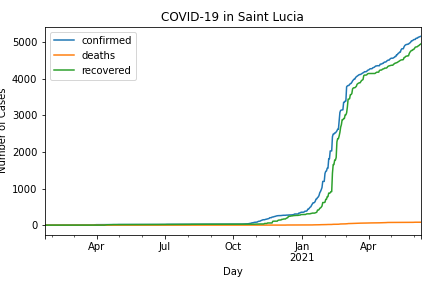 COVID-19 in Saint Lucia
confirmed
deaths
recovered
5000
4000
3000
2000
1000
0
Number of Cases
Apr
Jul
Oct
Jan
2021
Apr
Day